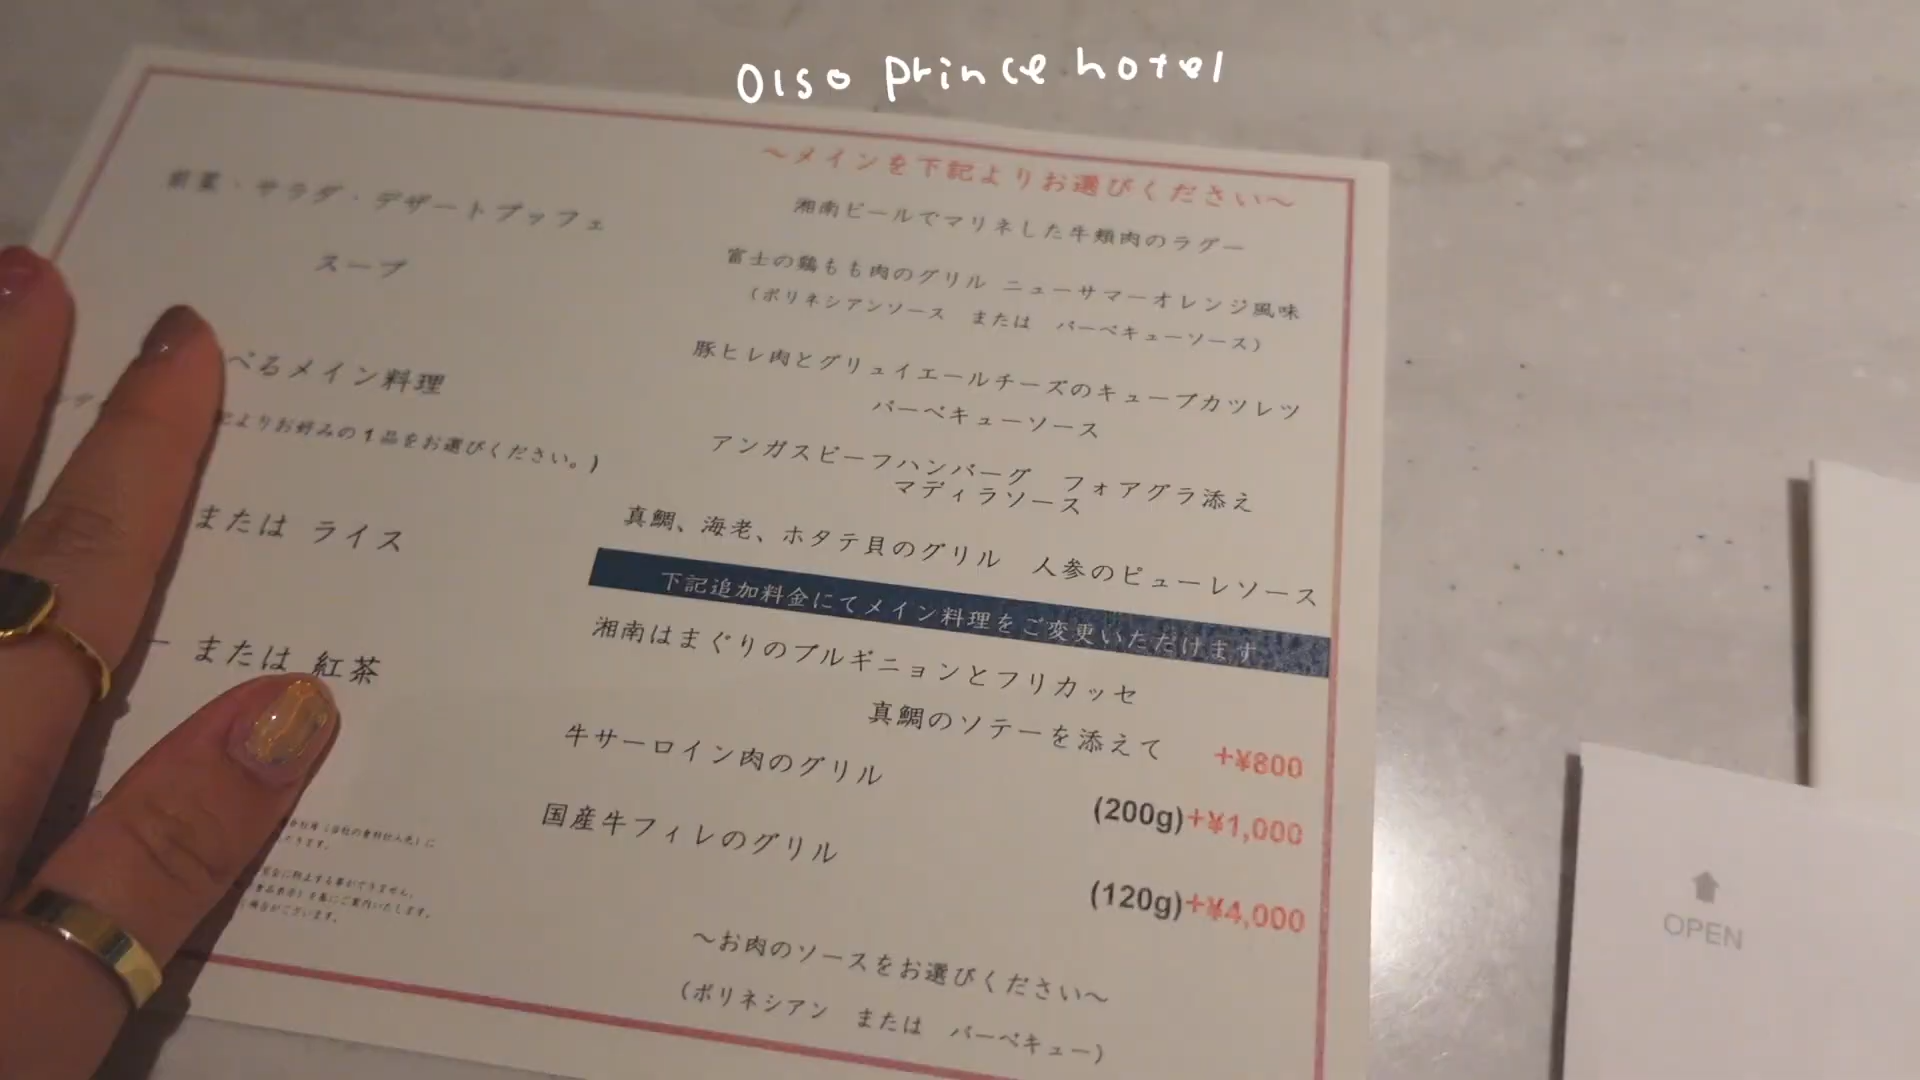 Olso prince hotel
前菜・サラダ・デザートブッフェ
スープ
べるメイン料理
よりお好みの1品をお選びください。)
または ライス
ー または 紅茶
～メインを下記よりお選びください～
湘南ビールでマリネした牛頬肉のラグー
富士の鶏もも肉のグリル ニューサマーオレンジ風味
(ポリネシアンソース または バーベキューソース)
豚ヒレ肉とグリュイエールチーズのキューブカツレツ
バーベキューソース
アンガスビーフハンバーグ フォアグラ添え
マディラソース
真鯛、海老、ホタテ貝のグリル 人参のピューレソース
下記追加料金にてメイン料理をご変更いただけます
湘南はまぐりのブルギニョンとフリカッセ
真鯛のソテーを添えて +¥800
牛サーロイン肉のグリル
(200g)+¥1,000
国産牛フィレのグリル
(120g)+¥4,000
～お肉のソースをお選びください～
(ポリネシアン または バーベキュー)
OPEN